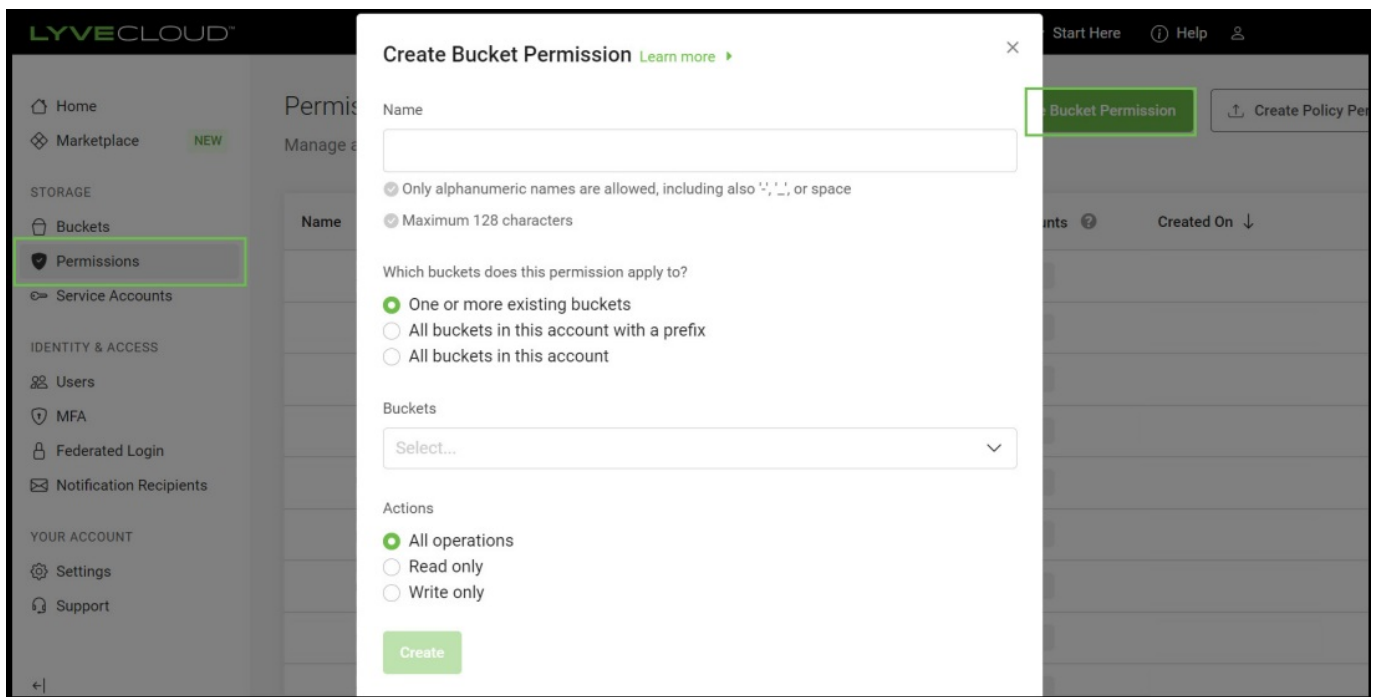 LYVECLOUD™
Start Here
Help
Home
Marketplace NEW
STORAGE
Buckets
Permissions
Service Accounts
IDENTITY & ACCESS
Users
MFA
Federated Login
Notification Recipients
YOUR ACCOUNT
Settings
Support
Permis
Manage a
Bucket Permission
Create Policy Per
Name
unts
Created On ↓
Create Bucket Permission Learn more
Name
Only alphanumeric names are allowed, including also '-', '_', or space
Maximum 128 characters
Which buckets does this permission apply to?
One or more existing buckets
All buckets in this account with a prefix
All buckets in this account
Buckets
Select...
Actions
All operations
Read only
Write only
Create